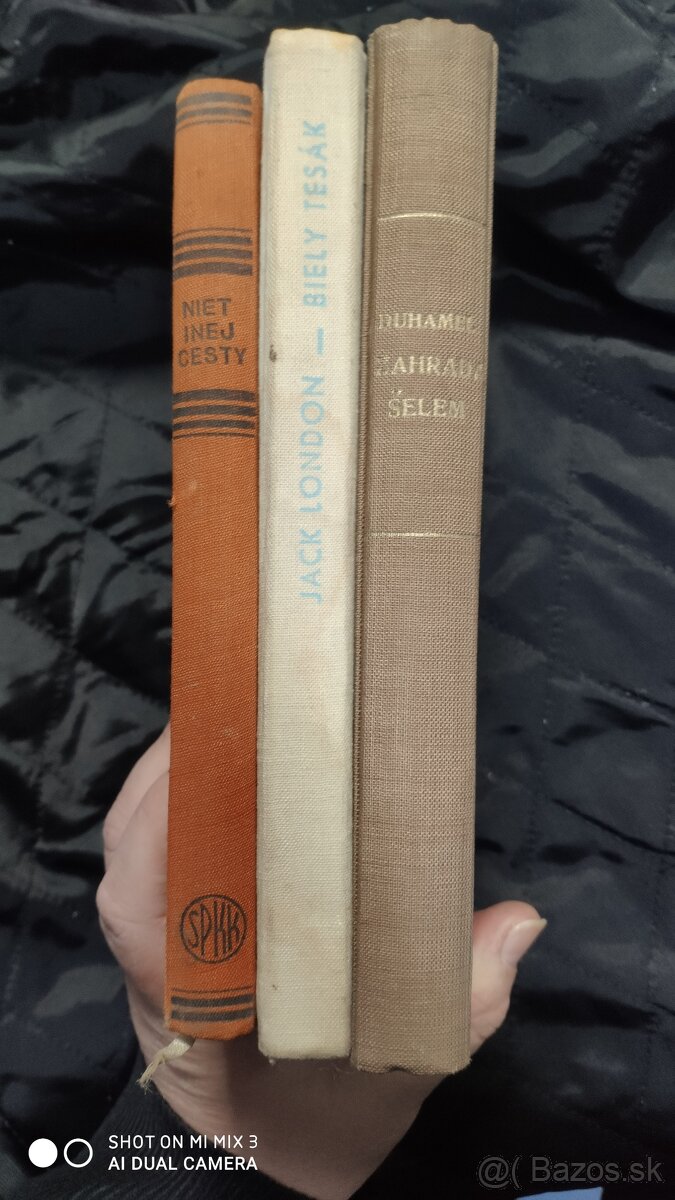 NIET
INEJ
CESTY
SPKK
JACK LONDON — BIELY TESÁK
DUHAMEL
ZAHRADA
ŠELEM
SHOT ON MI MIX 3
AI DUAL CAMERA
@( Bazos.sk